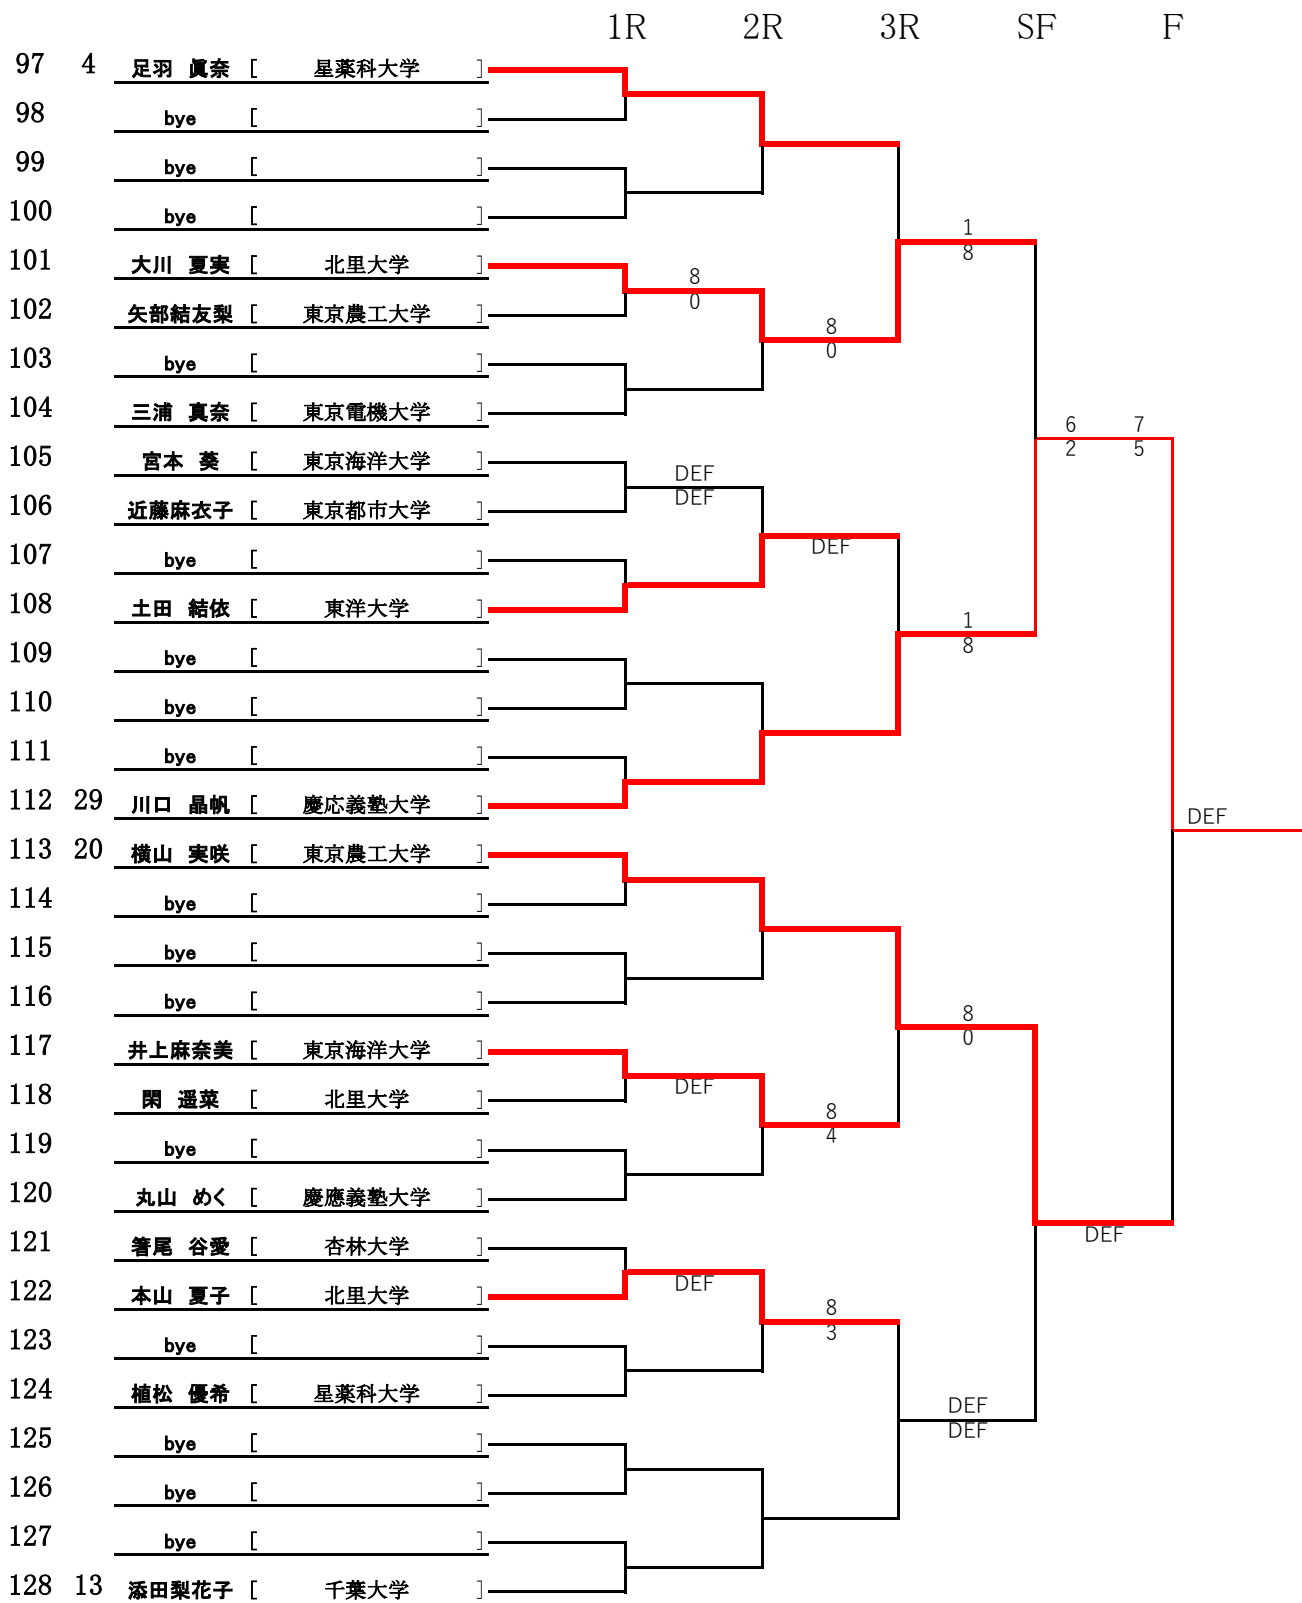 1R 2R 3R SF F
97 4 足羽 眞奈 [ 星薬科大学 ]
98 bye [ ]
99 bye [ ]
100 bye [ ]
1
101 大川 夏実 [ 北里大学 ] 8
8
0
102 矢部結友梨 [ 東京農工大学 ] 8
0
103 bye [ ]
104 三浦 真奈 [ 東京電機大学 ]
6 7
105 宮本 葵 [ 東京海洋大学 ] 2 5
DEF
DEF
106 近藤麻衣子 [ 東京都市大学 ]
DEF
107 bye [ ]
108 土田 結依 [ 東洋大学 ]
1
8
109 bye [ ]
110 bye [ ]
111 bye [ ]
112 29 川口 晶帆 [ 慶応義塾大学 ]
DEF
113 20 横山 実咲 [ 東京農工大学 ]
114 bye [ ]
115 bye [ ]
116 bye [ ]
8
0
117 井上麻奈美 [ 東京海洋大学 ]
DEF
118 閑 遥菜 [ 北里大学 ]
8
4
119 bye [ ]
120 丸山 めく [ 慶應義塾大学 ]
DEF
121 箸尾 谷愛 [ 杏林大学 ]
DEF
122 本山 夏子 [ 北里大学 ]
8
3
123 bye [ ]
124 植松 優希 [ 星薬科大学 ]
DEF
DEF
125 bye [ ]
126 bye [ ]
127 bye [ ]
128 13 添田梨花子 [ 千葉大学 ]